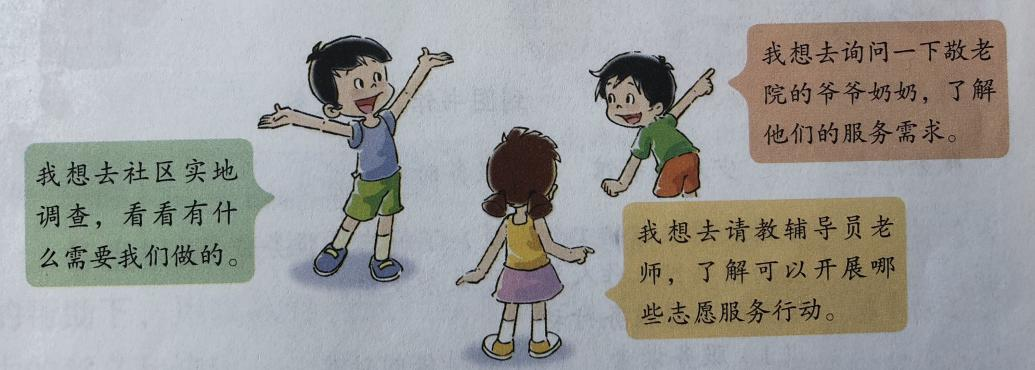 我想去询问一下敬老
院的爷爷奶奶，了解
他们的服务需求。
我想去社区实地
调查，看看有什
么需要我们做的。
我想去请教辅导员老
师，了解可以开展哪
些志愿服务行动。